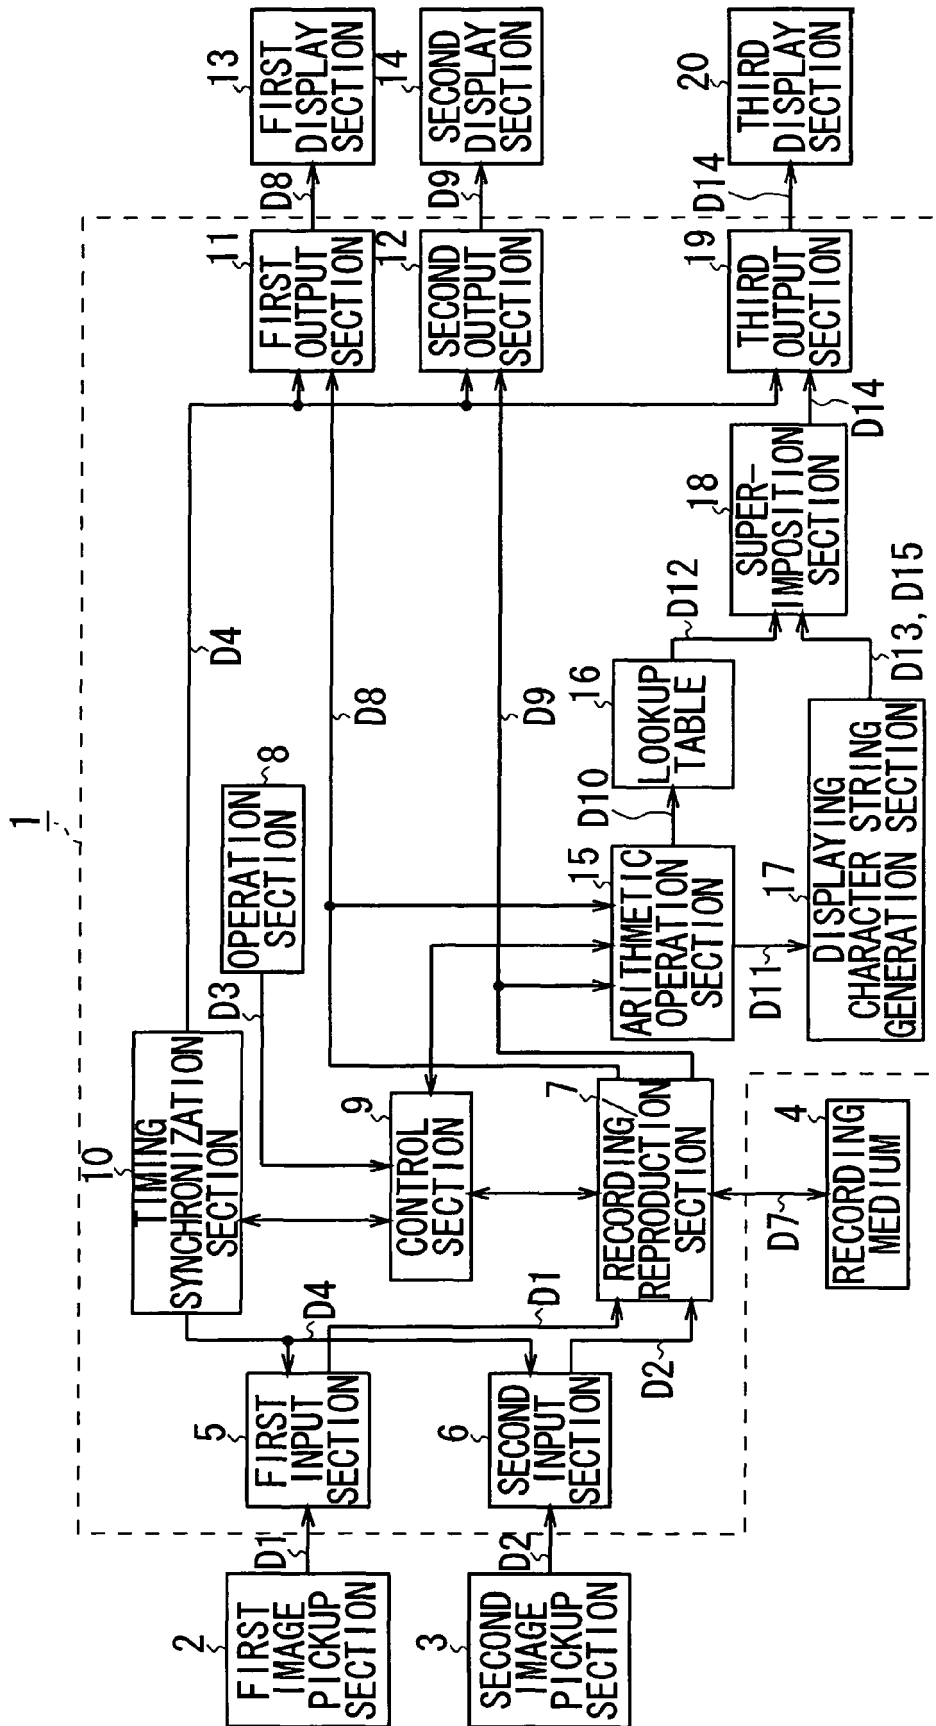 1
2
FIRST
IMAGE
PICKUP
SECTION
D1
3
SECOND
IMAGE
PICKUP
SECTION
D2
5
FIRST
INPUT
SECTION
6
SECOND
INPUT
SECTION
D4
D1
D2
10
TIMING
SYNCHRONIZATION
SECTION
D3
OPERATION
SECTION
8
9
CONTROL
SECTION
7
RECORDING
REPRODUCTION
SECTION
D7
4
RECORDING
MEDIUM
D4
D8
D9
15
ARITHMETIC
OPERATION
SECTION
D10
D11
16
LOOKUP
TABLE
D12
17
DISPLAYING
CHARACTER STRING
GENERATION SECTION
D13, D15
18
SUPER-
IMPOSITION
SECTION
D14
11
FIRST
OUTPUT
SECTION
D8
12
SECOND
OUTPUT
SECTION
D9
19
THIRD
OUTPUT
SECTION
D14
13
FIRST
DISPLAY
SECTION
14
SECOND
DISPLAY
SECTION
20
THIRD
DISPLAY
SECTION